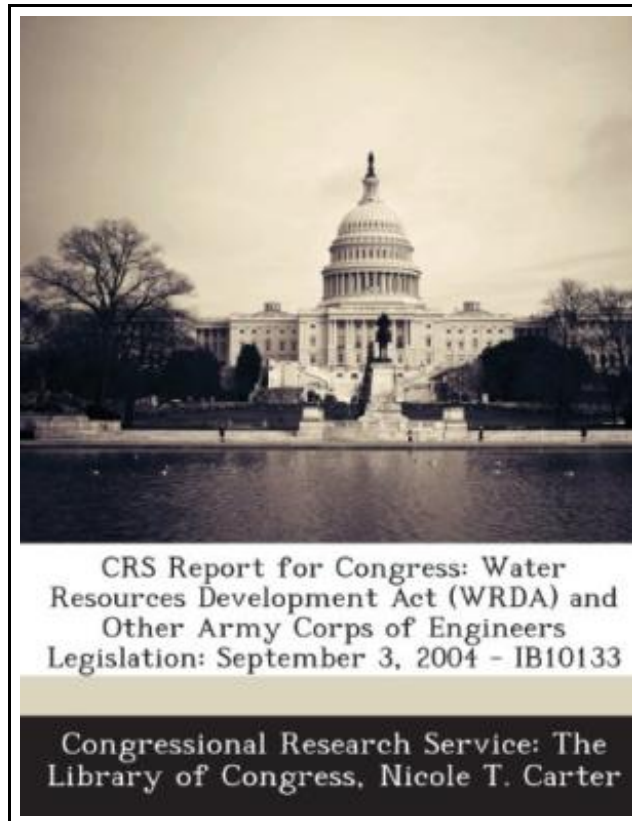 CRS Report for Congress: Water
Resources Development Act (WRDA) and
Other Army Corps of Engineers
Legislation: September 3, 2004 - IB10133
Congressional Research Service: The
Library of Congress, Nicole T. Carter